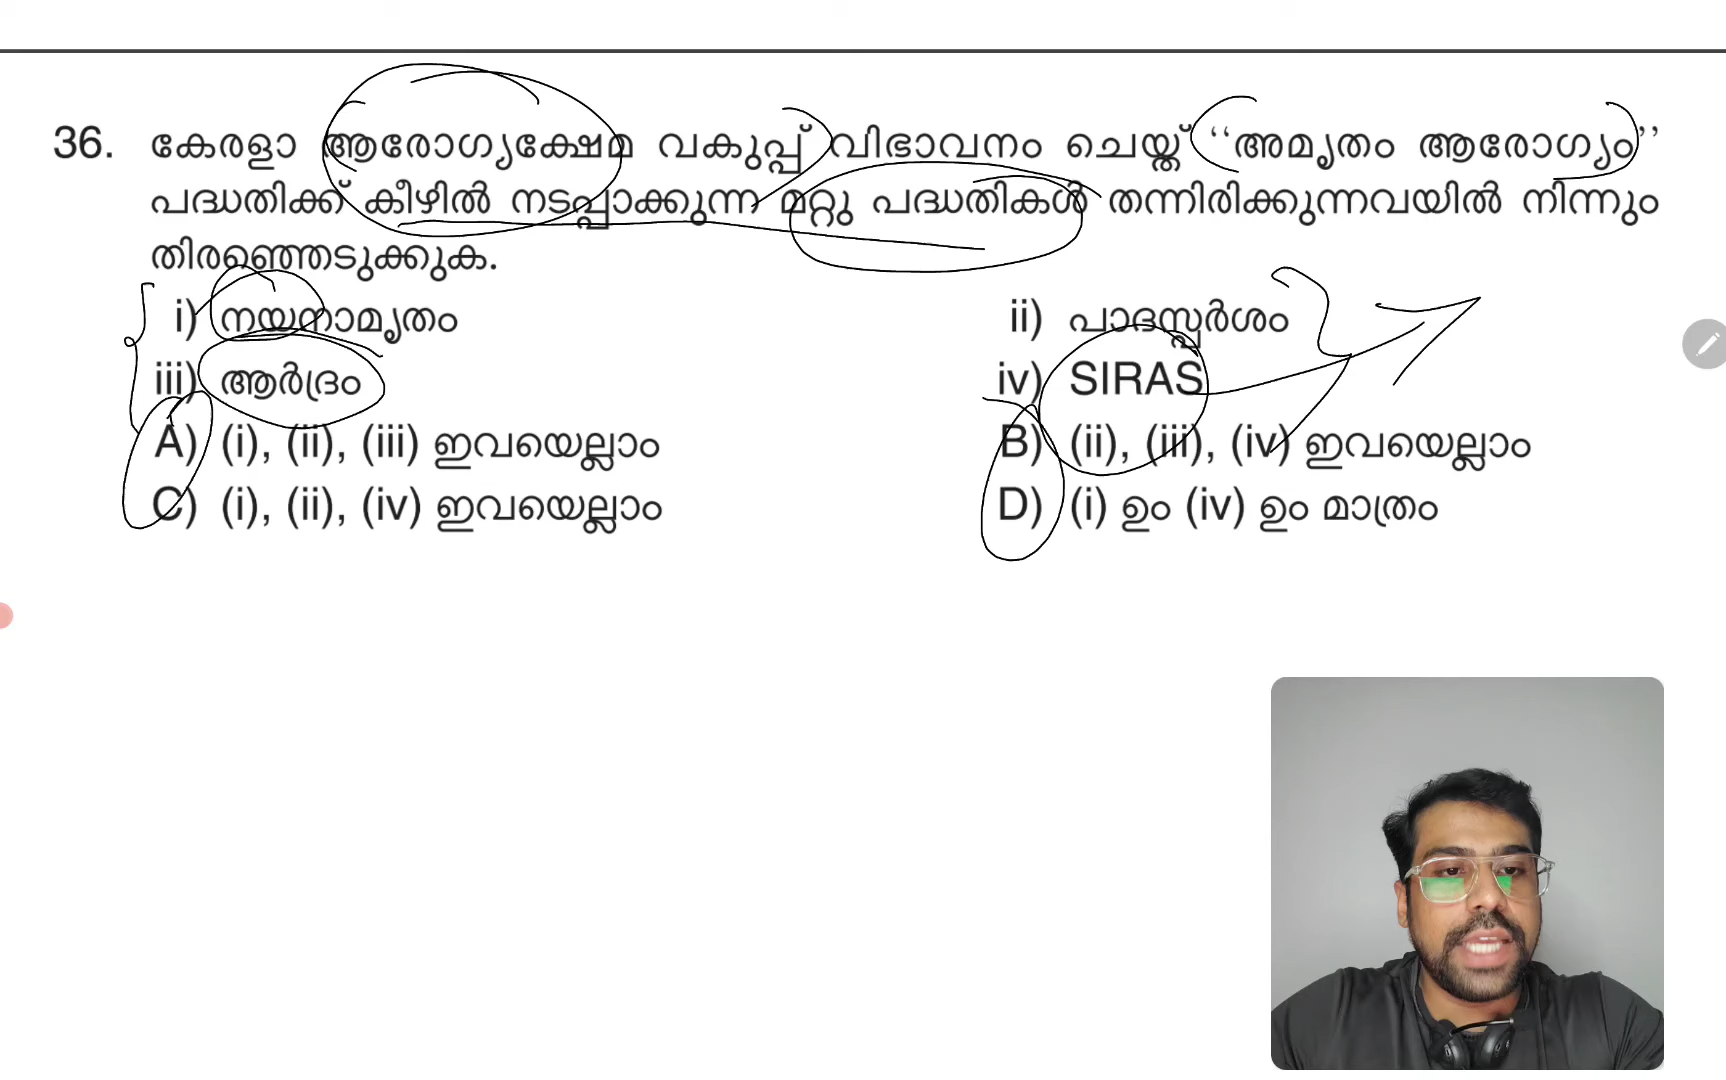 36. കേരളാ ആരോഗ്യക്ഷേമ വകുപ്പ് വിഭാവനം ചെയ്ത “അമൃതം ആരോഗ്യം”
പദ്ധതിക്ക് കീഴിൽ നടപ്പാക്കുന്ന മറ്റു പദ്ധതികൾ തന്നിരിക്കുന്നവയിൽ നിന്നും
തിരഞ്ഞെടുക്കുക.
i) നയനാമൃതം ii) പാദസ്പർശം
iii) ആർദ്രം iv) SIRAS
A) (i), (ii), (iii) ഇവയെല്ലാം B) (ii), (iii), (iv) ഇവയെല്ലാം
C) (i), (ii), (iv) ഇവയെല്ലാം D) (i) ഉം (iv) ഉം മാത്രം